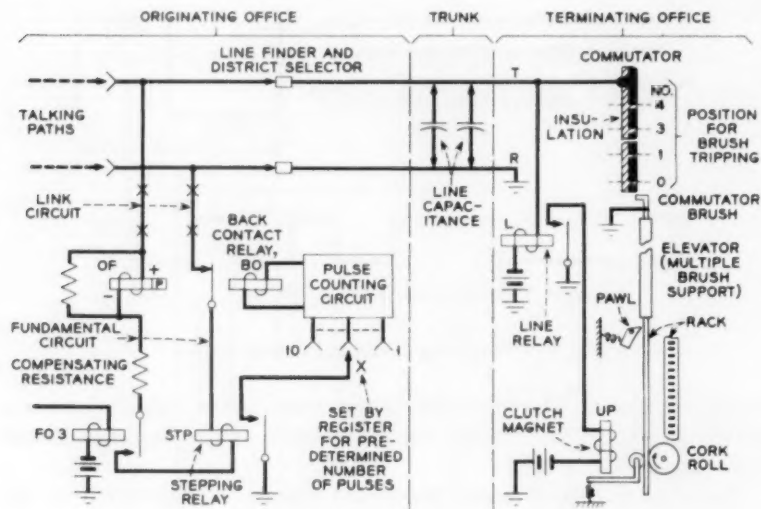 ORIGINATING OFFICE
TRUNK
TERMINATING OFFICE
LINE FINDER AND
DISTRICT SELECTOR
COMMUTATOR
T
NO.
4
3
1
0
TALKING
PATHS
INSU-
LATION
POSITION
FOR
BRUSH
TRIPPING
R
LINK
CIRCUIT
LINE
CAPAC-
ITANCE
COMMUTATOR
BRUSH
BACK
CONTACT
RELAY,
BO
PULSE
COUNTING
CIRCUIT
L
ELEVATOR
(MULTIPLE
BRUSH
SUPPORT)
OF
+
P
-
PAWL
RACK
FUNDAMENTAL
CIRCUIT
10
1
LINE
RELAY
COMPENSATING
RESISTANCE
SET BY
REGISTER
FOR PRE-
DETERMINED
NUMBER
OF PULSES
CLUTCH
MAGNET
UP
FO 3
STP
STEPPING
RELAY
CORK
ROLL